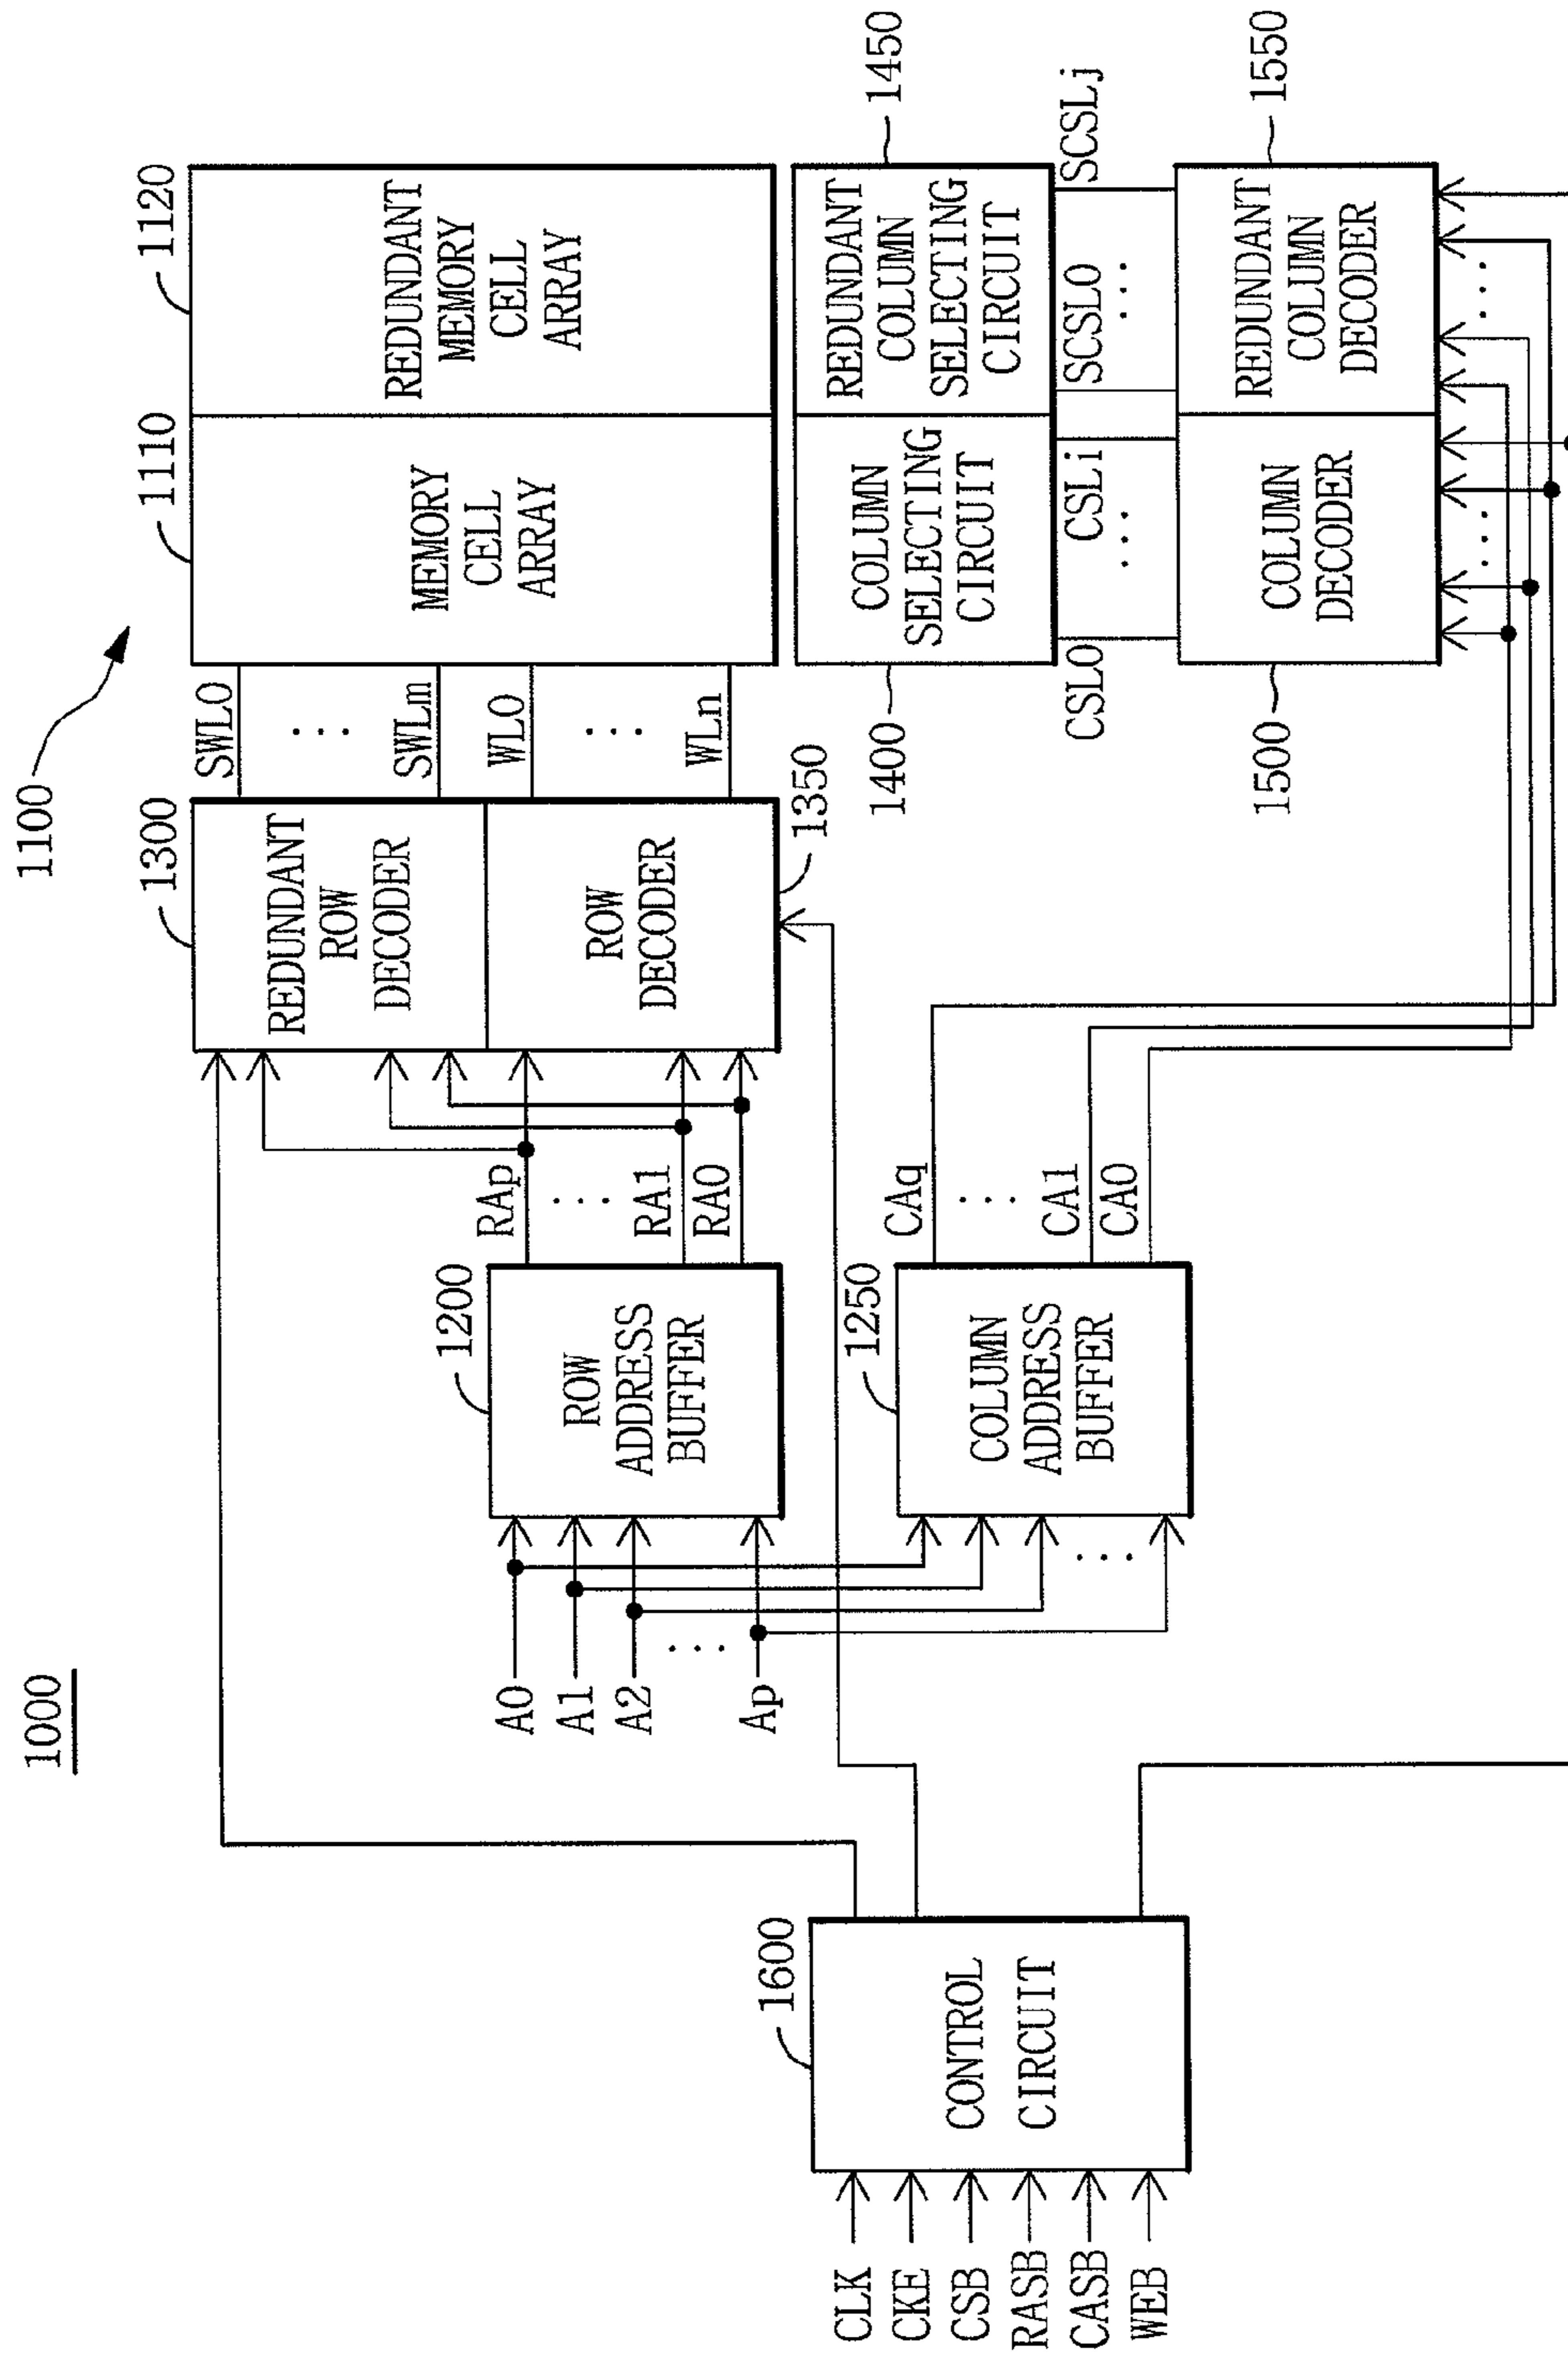 1000
1100
1300
REDUNDANT
ROW
DECODER
ROW
DECODER
1350
SWL0
...
SWLm
WL0
...
WLn
1110
1120
MEMORY
CELL
ARRAY
REDUNDANT
MEMORY
CELL
ARRAY
1200
ROW
ADDRESS
BUFFER
A0
A1
A2
...
Ap
RAp
...
RA1
RA0
1250
COLUMN
ADDRESS
BUFFER
...
CAq
...
CA1
CA0
1400
COLUMN
SELECTING
CIRCUIT
1450
REDUNDANT
COLUMN
SELECTING
CIRCUIT
CSL0
...
CSLi
SCSL0
...
SCSLj
1500
COLUMN
DECODER
1550
REDUNDANT
COLUMN
DECODER
...
...
1600
CONTROL
CIRCUIT
CLK
CKE
CSB
RASB
CASB
WEB